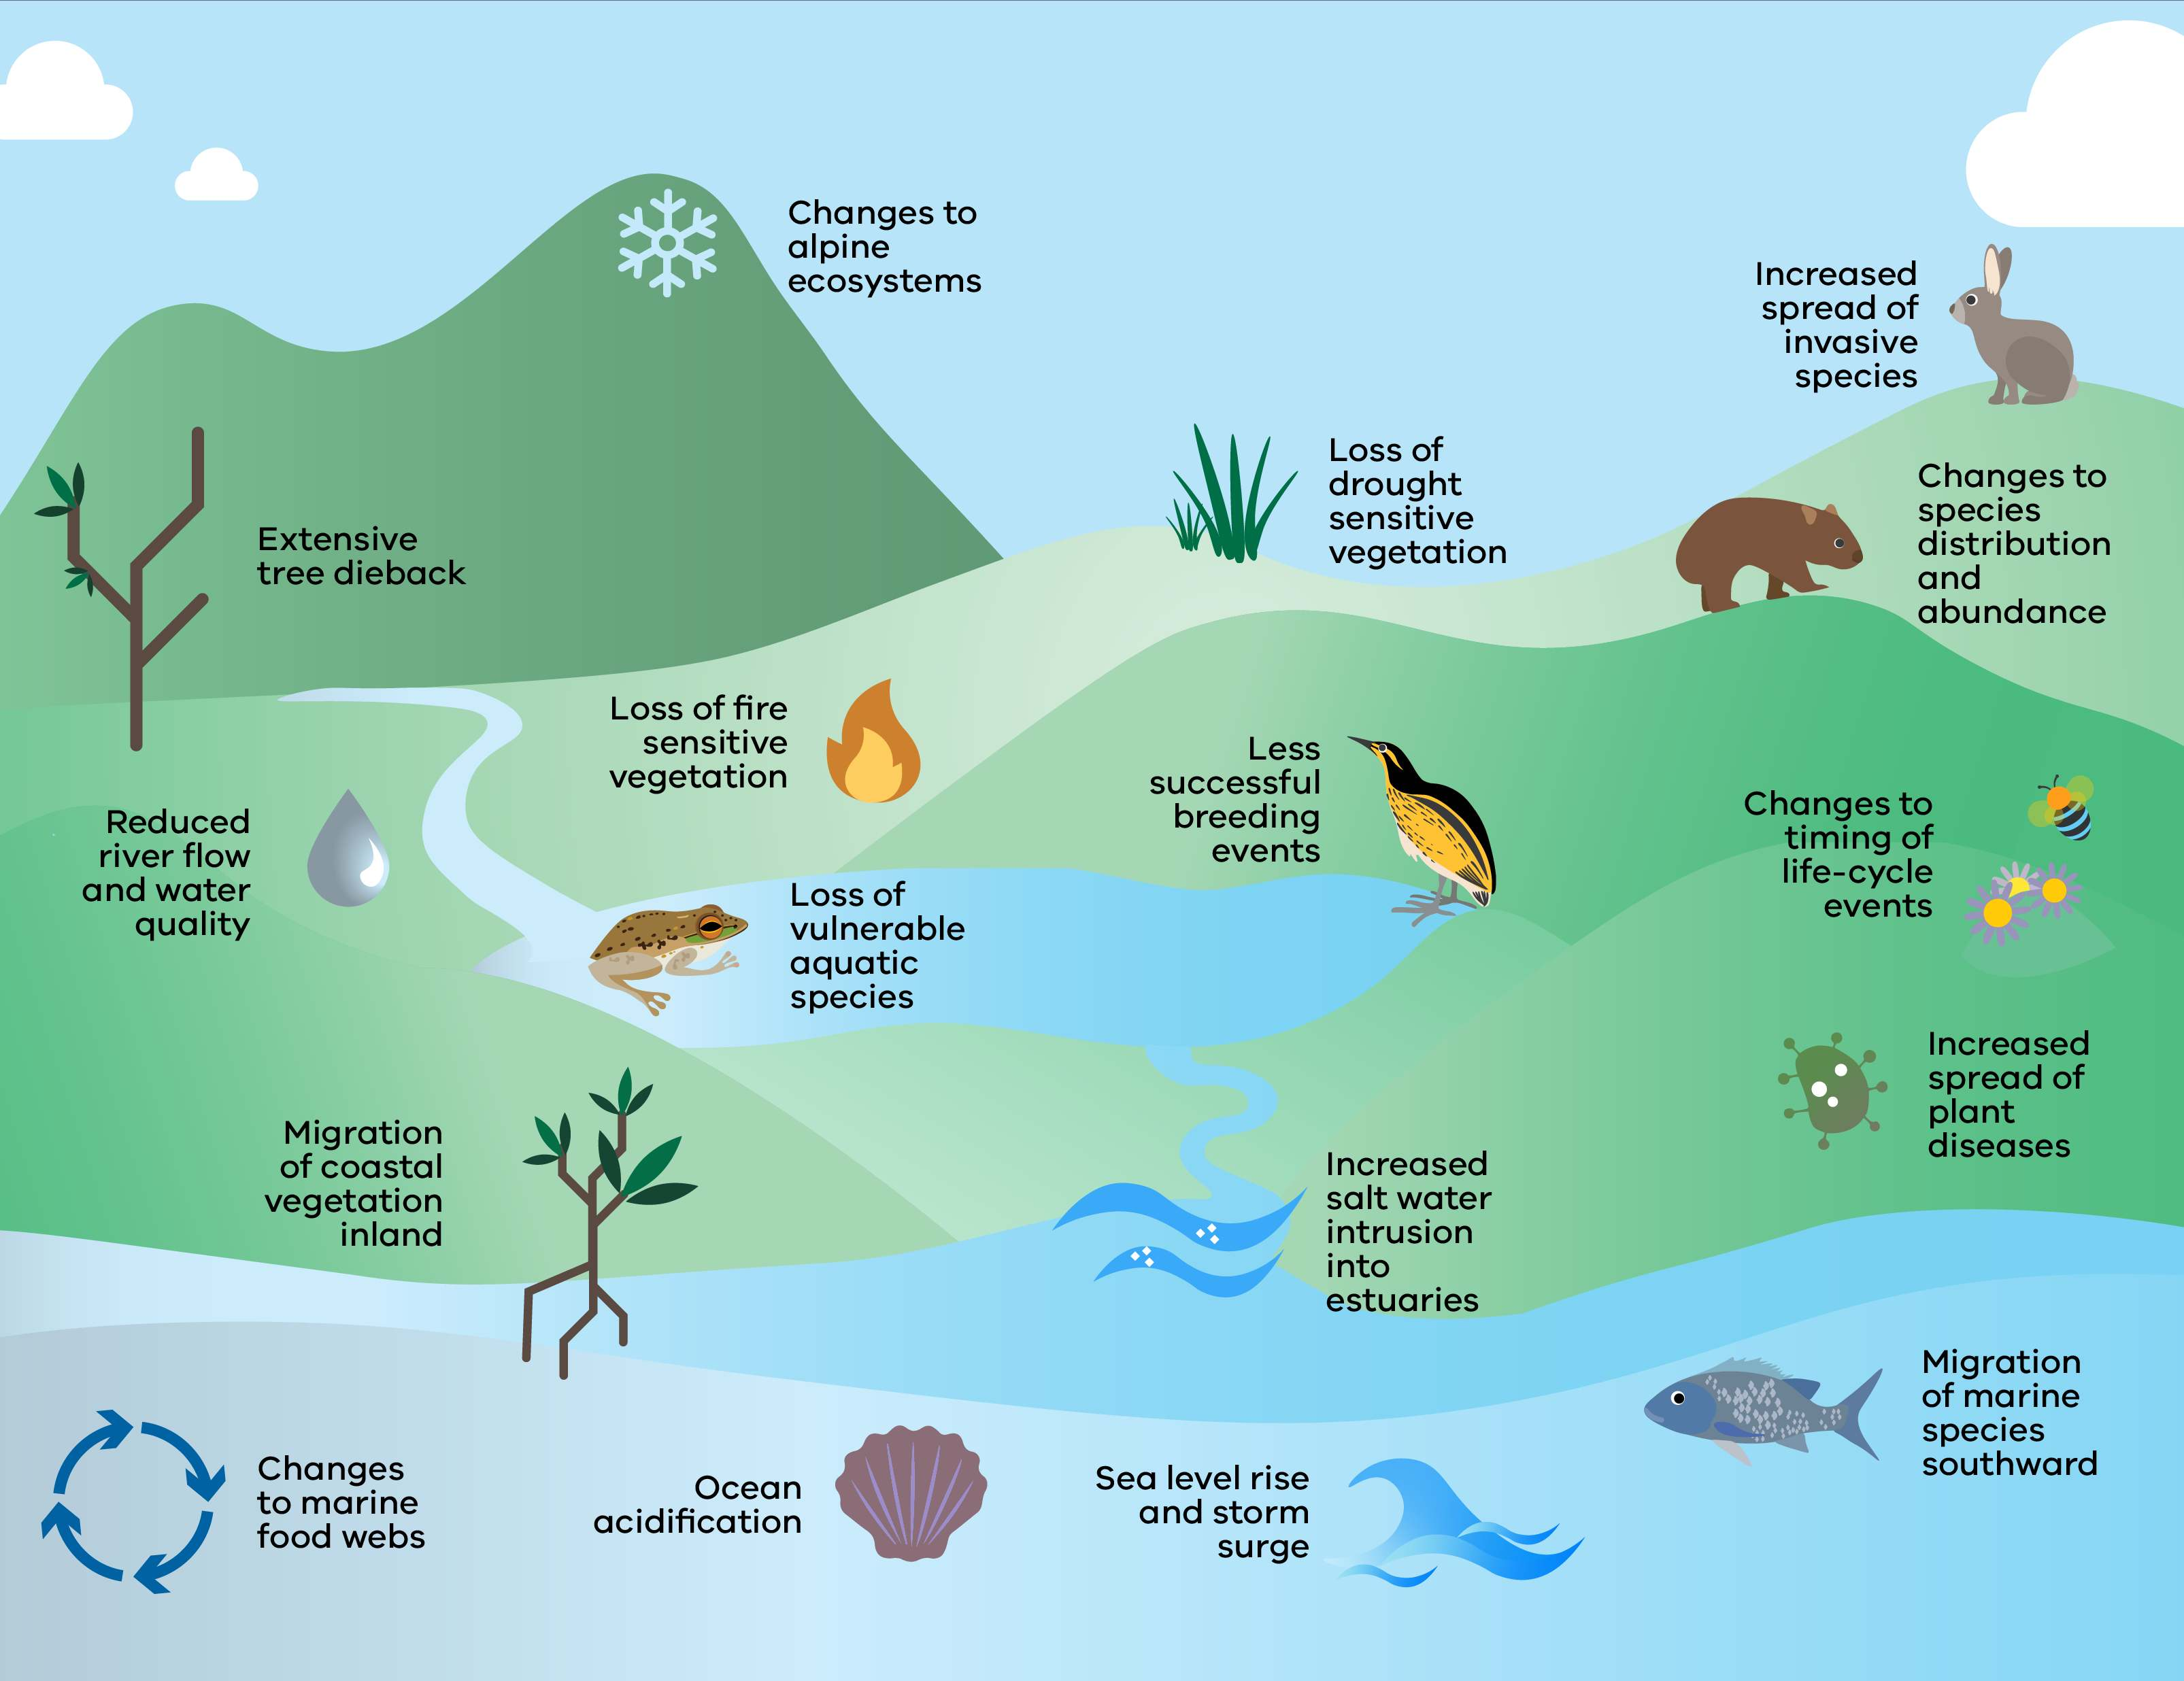 Changes to
alpine
ecosystems
Increased
spread of
invasive
species
Loss of
drought
sensitive
vegetation
Changes to
species
distribution
and
abundance
Extensive
tree dieback
Loss of fire
sensitive
vegetation
Less
successful
breeding
events
Changes to
timing of
life-cycle
events
Reduced
river flow
and water
quality
Loss of
vulnerable
aquatic
species
Increased
spread of
plant
diseases
Migration
of coastal
vegetation
inland
Increased
salt water
intrusion
into
estuaries
Migration
of marine
species
southward
Changes
to marine
food webs
Ocean
acidification
Sea level rise
and storm
surge